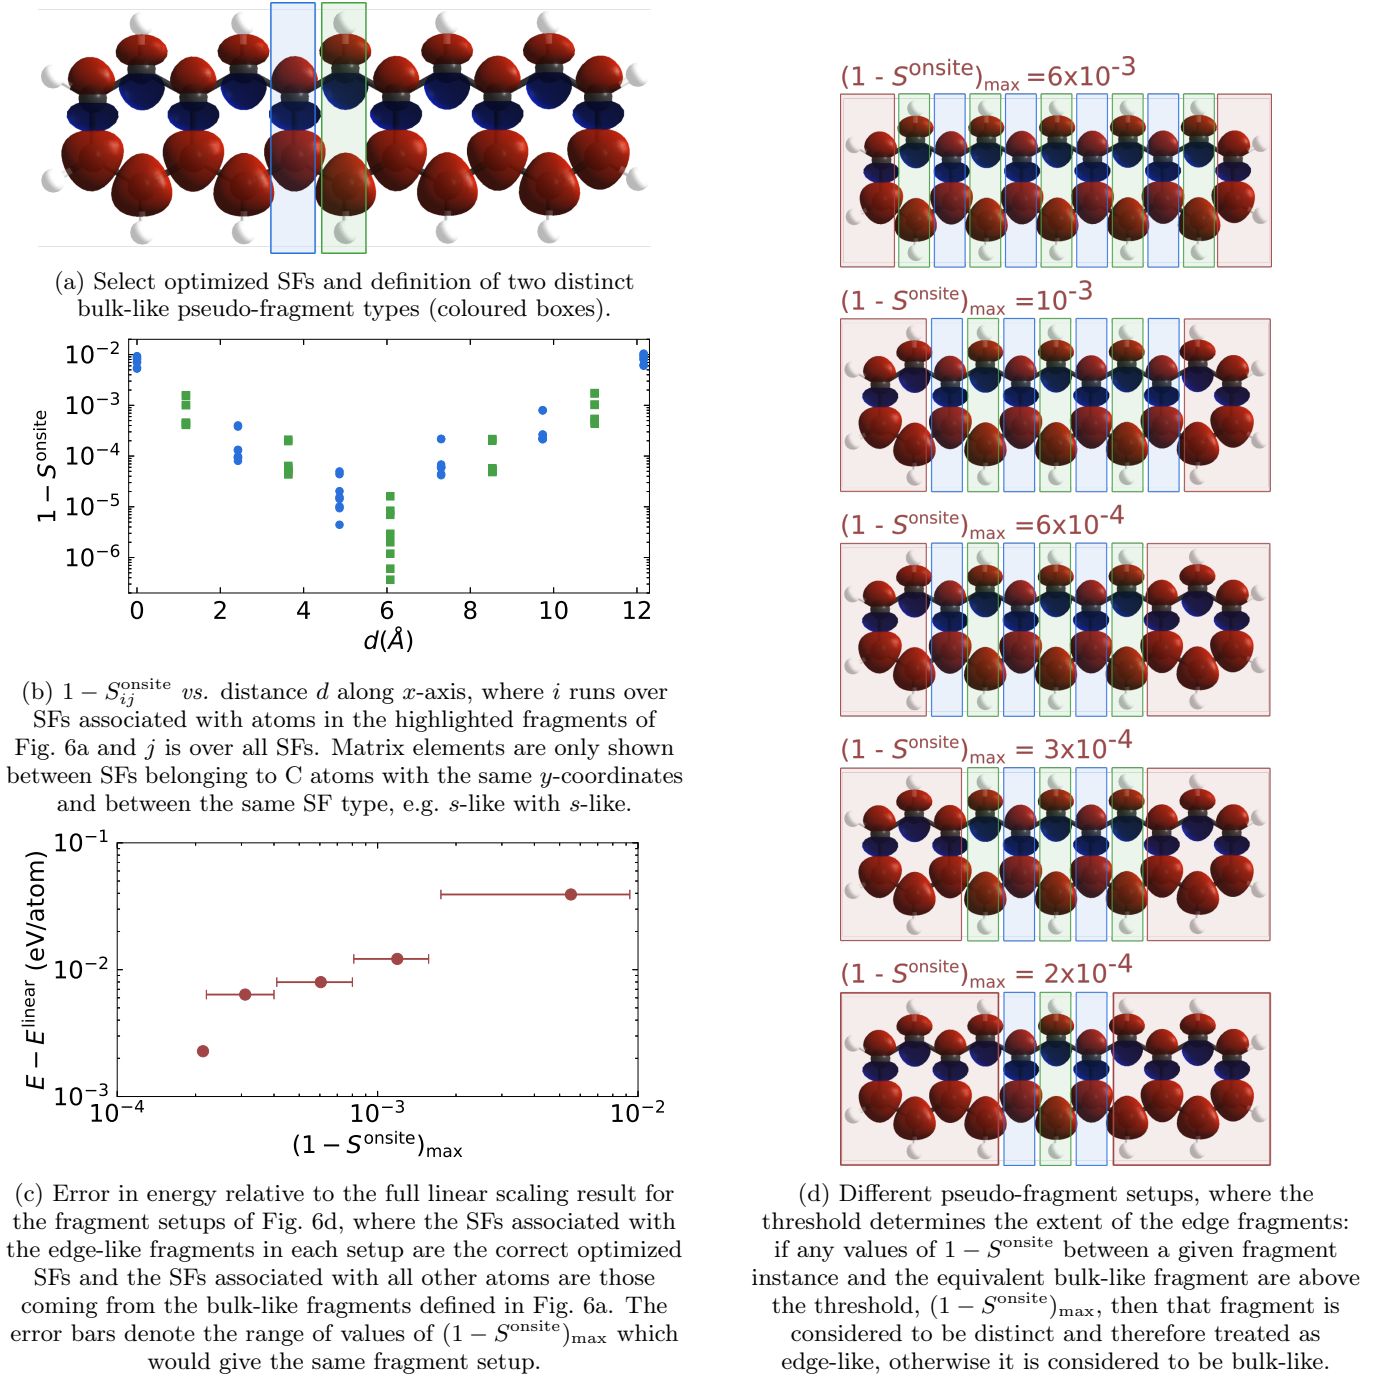 (a) Select optimized SFs and definition of two distinct
bulk-like pseudo-fragment types (coloured boxes).
10⁻²
10⁻³
10⁻⁴
10⁻⁵
10⁻⁶
1 − S^onsite
0 2 4 6 8 10 12
d(Å)
(b) 1 − S_ij^onsite vs. distance d along x-axis, where i runs over
SFs associated with atoms in the highlighted fragments of
Fig. 6a and j is over all SFs. Matrix elements are only shown
between SFs belonging to C atoms with the same y-coordinates
and between the same SF type, e.g. s-like with s-like.
10⁻¹
10⁻²
10⁻³
E − E^linear (eV/atom)
10⁻⁴ 10⁻³ 10⁻²
(1 − S^onsite)_max
(c) Error in energy relative to the full linear scaling result for
the fragment setups of Fig. 6d, where the SFs associated with
the edge-like fragments in each setup are the correct optimized
SFs and the SFs associated with all other atoms are those
coming from the bulk-like fragments defined in Fig. 6a. The
error bars denote the range of values of (1 − S^onsite)_max which
would give the same fragment setup.
(1 - S^onsite)_max =6x10⁻³
(1 - S^onsite)_max =10⁻³
(1 - S^onsite)_max =6x10⁻⁴
(1 - S^onsite)_max = 3x10⁻⁴
(1 - S^onsite)_max = 2x10⁻⁴
(d) Different pseudo-fragment setups, where the
threshold determines the extent of the edge fragments:
if any values of 1 − S^onsite between a given fragment
instance and the equivalent bulk-like fragment are above
the threshold, (1 − S^onsite)_max, then that fragment is
considered to be distinct and therefore treated as
edge-like, otherwise it is considered to be bulk-like.